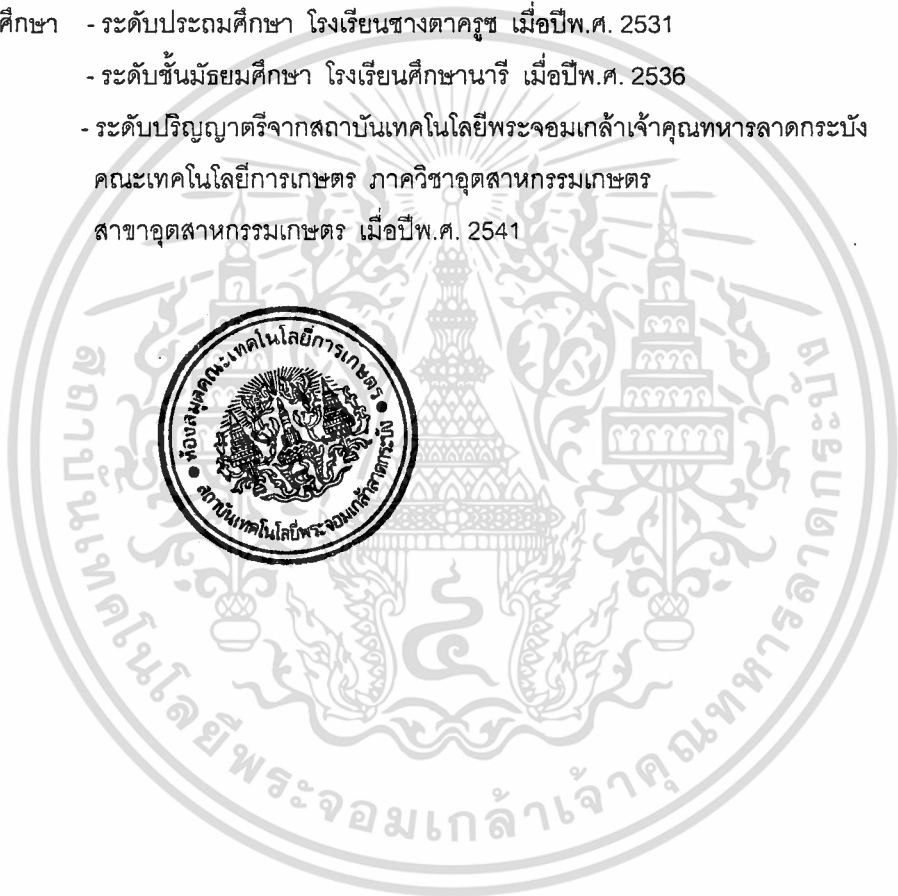 ศึกษา - ระดับประถมศึกษา โรงเรียนซางตาครูซ เมื่อปีพ.ศ. 2531
- ระดับชั้นมัธยมศึกษา โรงเรียนศึกษานารี เมื่อปีพ.ศ. 2536
- ระดับปริญญาตรีจากสถาบันเทคโนโลยีพระจอมเกล้าเจ้าคุณทหารลาดกระบัง
คณะเทคโนโลยีการเกษตร ภาควิชาอุตสาหกรรมเกษตร
สาขาอุตสาหกรรมเกษตร เมื่อปีพ.ศ. 2541
ห้องสมุดคณะเทคโนโลยีการเกษตร
สถาบันเทคโนโลยีพระจอมเกล้าลาดกระบัง
สถาบันเทคโนโลยีพระจอมเกล้าเจ้าคุณทหารลาดกระบัง
๔